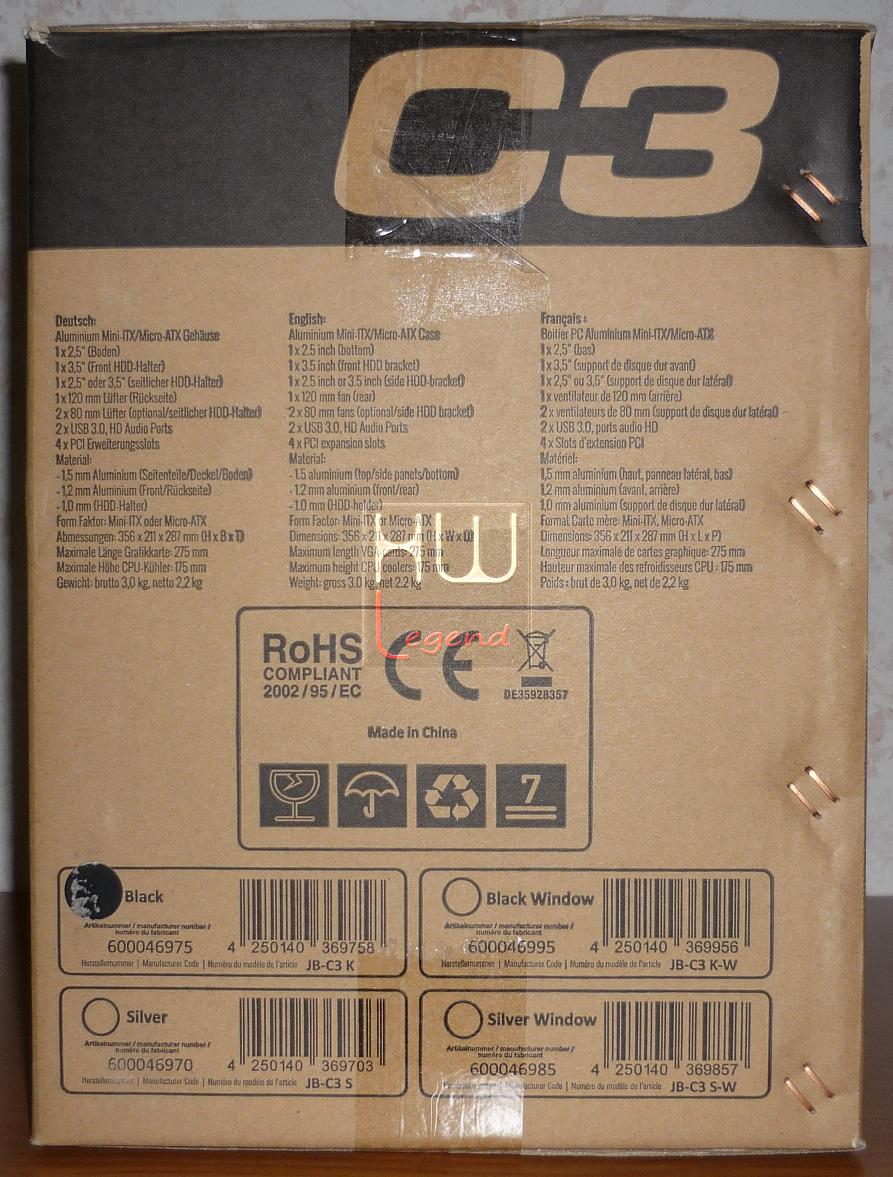 C3
Deutsch:
Aluminium Mini-ITX/Micro-ATX Gehäuse
1 x 2,5" (Boden)
1 x 3,5" (Front HDD-Halter)
1 x 2,5" oder 3,5" (seitlicher HDD-Halter)
1 x 120 mm Lüfter (Rückseite)
2 x 80 mm Lüfter (optional/seitlicher HDD-Halter)
2 x USB 3.0, HD Audio Ports
4 x PCI Erweiterungsslots
Material:
- 1,5 mm Aluminium (Seitenteile/Deckel/Boden)
- 1,2 mm Aluminium (Front/Rückseite)
- 1,0 mm (HDD-Halter)
Form Faktor: Mini-ITX oder Micro-ATX
Abmessungen: 356 x 211 x 287 mm (H x B x T)
Maximale Länge Grafikkarte: 275 mm
Maximale Höhe CPU-Kühler: 175 mm
Gewicht: brutto 3,0 kg, netto 2,2 kg
English:
Aluminium Mini-ITX/Micro-ATX Case
1 x 2.5 inch (bottom)
1 x 3.5 inch (front HDD bracket)
1 x 2.5 inch or 3.5 inch (side HDD-bracket)
1 x 120 mm fan (rear)
2 x 80 mm fans (optional/side HDD bracket)
2 x USB 3.0, HD Audio Ports
4 x PCI expansion slots
Material:
- 1.5 aluminium (top/side panels/bottom)
- 1.2 mm aluminium (front/rear)
- 1.0 mm (HDD-holder)
Form Factor: Mini-ITX or Micro-ATX
Dimensions: 356 x 211 x 287 mm (H x W x D)
Maximum length VGA-cards: 275 mm
Maximum height CPU coolers: 175 mm
Weight: gross 3.0 kg, net 2.2 kg
Français :
Boitier PC Aluminium Mini-ITX/Micro-ATX
1 x 2,5" (bas)
1 x 3,5" (support de disque dur avant)
1 x 2,5" ou 3,5" (support de disque dur latéral)
1 x ventilateur de 120 mm (arrière)
2 x ventilateurs de 80 mm (support de disque dur latéral)
2 x USB 3.0, ports audio HD
4 x Slots d'extension PCI
Matériel:
1,5 mm aluminium (haut, panneau latéral, bas)
1,2 mm aluminium (avant, arrière)
1,0 mm aluminium (support de disque dur latéral)
Format Carte mère: Mini-ITX, Micro-ATX
Dimensions: 356 x 211 x 287 mm (H x L x P)
Longueur maximale de cartes graphique: 275 mm
Hauteur maximale des refroidisseurs CPU : 175 mm
Poids : brut de 3,0 kg, net de 2,2 kg
HW
Legend
RoHS
COMPLIANT
2002/95/EC
CE
DE35928357
Made in China
7
Black
Artikelnummer / manufacturer number /
numéro du fabricant
600046975
4 250140 369758
Herstellernummer | Manufacturer Code | Numéro du modèle de l'article JB-C3 K
Black Window
Artikelnummer / manufacturer number /
numéro du fabricant
600046995
4 250140 369956
Herstellernummer | Manufacturer Code | Numéro du modèle de l'article JB-C3 K-W
Silver
Artikelnummer / manufacturer number /
numéro du fabricant
600046970
4 250140 369703
Herstellernummer | Manufacturer Code | Numéro du modèle de l'article JB-C3 S
Silver Window
Artikelnummer / manufacturer number /
numéro du fabricant
600046985
4 250140 369857
Herstellernummer | Manufacturer Code | Numéro du modèle de l'article JB-C3 S-W